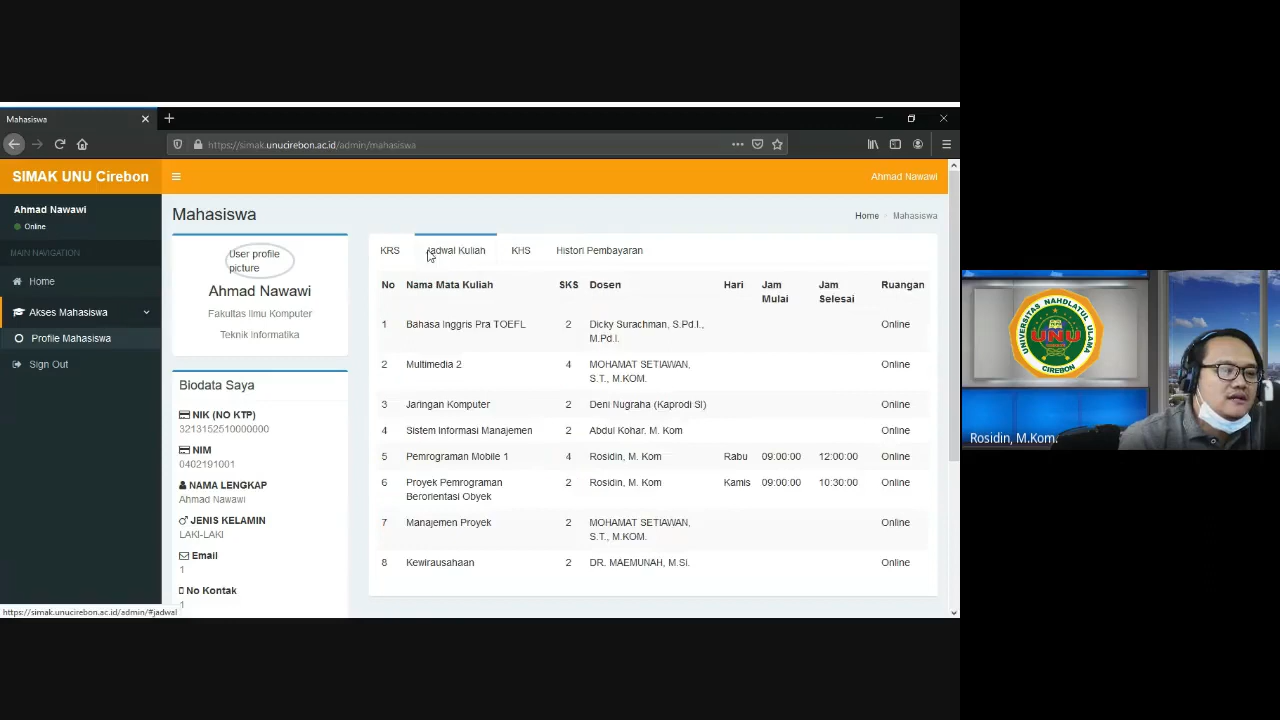 Mahasiswa
https://simak.unucirebon.ac.id/admin/mahasiswa
SIMAK UNU Cirebon
Ahmad Nawawi
Ahmad Nawawi
Online
MAIN NAVIGATION
Home
Akses Mahasiswa
Profile Mahasiswa
Sign Out
Mahasiswa
Home / Mahasiswa
User profile
picture
Ahmad Nawawi
Fakultas Ilmu Komputer
Teknik Informatika
Biodata Saya
NIK (NO KTP)
3213152510000000
NIM
0402191001
NAMA LENGKAP
Ahmad Nawawi
JENIS KELAMIN
LAKI-LAKI
Email
1
No Kontak
1
KRS Jadwal Kuliah KHS Histori Pembayaran
No Nama Mata Kuliah SKS Dosen Hari Jam Mulai Jam Selesai Ruangan
1 Bahasa Inggris Pra TOEFL 2 Dicky Surachman, S.Pd.I., M.Pd.I. Online
2 Multimedia 2 4 MOHAMAT SETIAWAN, S.T., M.KOM. Online
3 Jaringan Komputer 2 Deni Nugraha (Kaprodi SI) Online
4 Sistem Informasi Manajemen 2 Abdul Kohar. M. Kom Online
5 Pemrograman Mobile 1 4 Rosidin, M. Kom Rabu 09:00:00 12:00:00 Online
6 Proyek Pemrograman Berorientasi Obyek 2 Rosidin, M. Kom Kamis 09:00:00 10:30:00 Online
7 Manajemen Proyek 2 MOHAMAT SETIAWAN, S.T., M.KOM. Online
8 Kewirausahaan 2 DR. MAEMUNAH, M.Si. Online
https://simak.unucirebon.ac.id/admin/#jadwal
UNIVERSITAS NAHDLATUL ULAMA
UNU
CIREBON
Rosidin, M.Kom.